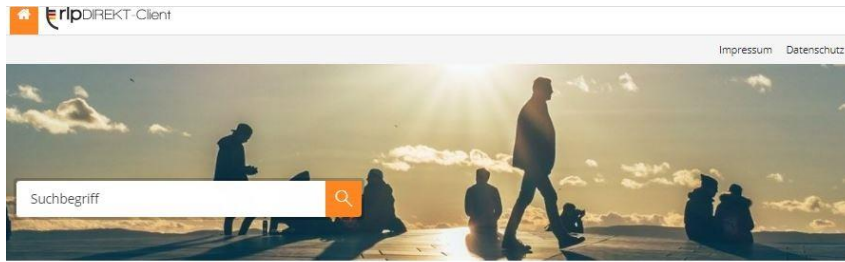 rlpDIREKT-Client
Impressum Datenschutz
Suchbegriff